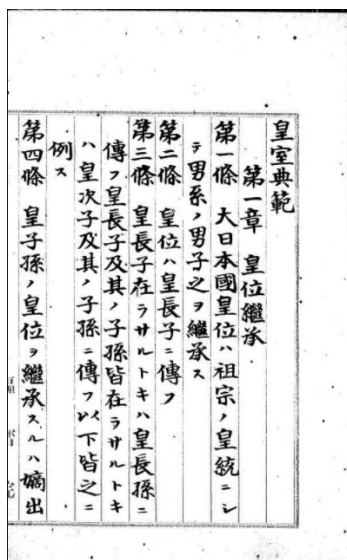 皇室典範
第一章 皇位継承
第一條 大日本國皇位ハ祖宗ノ皇統ニシ
テ男系ノ男子之ヲ継承ス
第二條 皇位ハ皇長子ニ傳フ
第三條 皇長子在ラサルトキハ皇長孫ニ
傳フ皇長子及其ノ子孫皆在ラサルトキ
ハ皇次子及其ノ子孫ニ傳フ以下皆之ニ
例ス
第四條 皇子孫ノ皇位ヲ継承スルハ嫡出